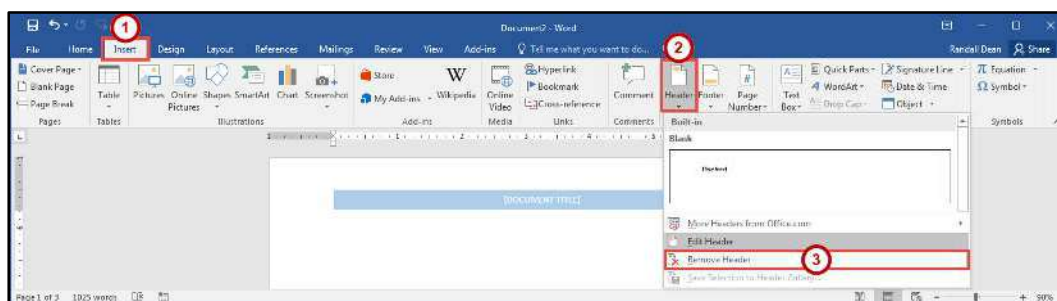 1
Document2 - Word
File Home Insert Design Layout References Mailings Review View Add-ins Tell me what you want to do... Randall Dean Share
2
Cover Page
Blank Page
Page Break
Table
Pictures Online Pictures Shapes SmartArt Chart Screenshot
Store
My Add-ins
Wikipedia
Online Video
Hyperlink
Bookmark
Cross-reference
Comment
Header Footer Page Number
Text Box
Quick Parts
WordArt
Drop Cap
Signature Line
Date & Time
Object
Equation
Symbol
Pages Tables Illustrations Add-ins Media Links Comments Symbols
Built-in
Blank
[Type here]
[DOCUMENT TITLE]
More Headers from Office.com
Edit Header
Remove Header
3
Save Selection to Header Gallery...
Page 1 of 3 1025 words 90%